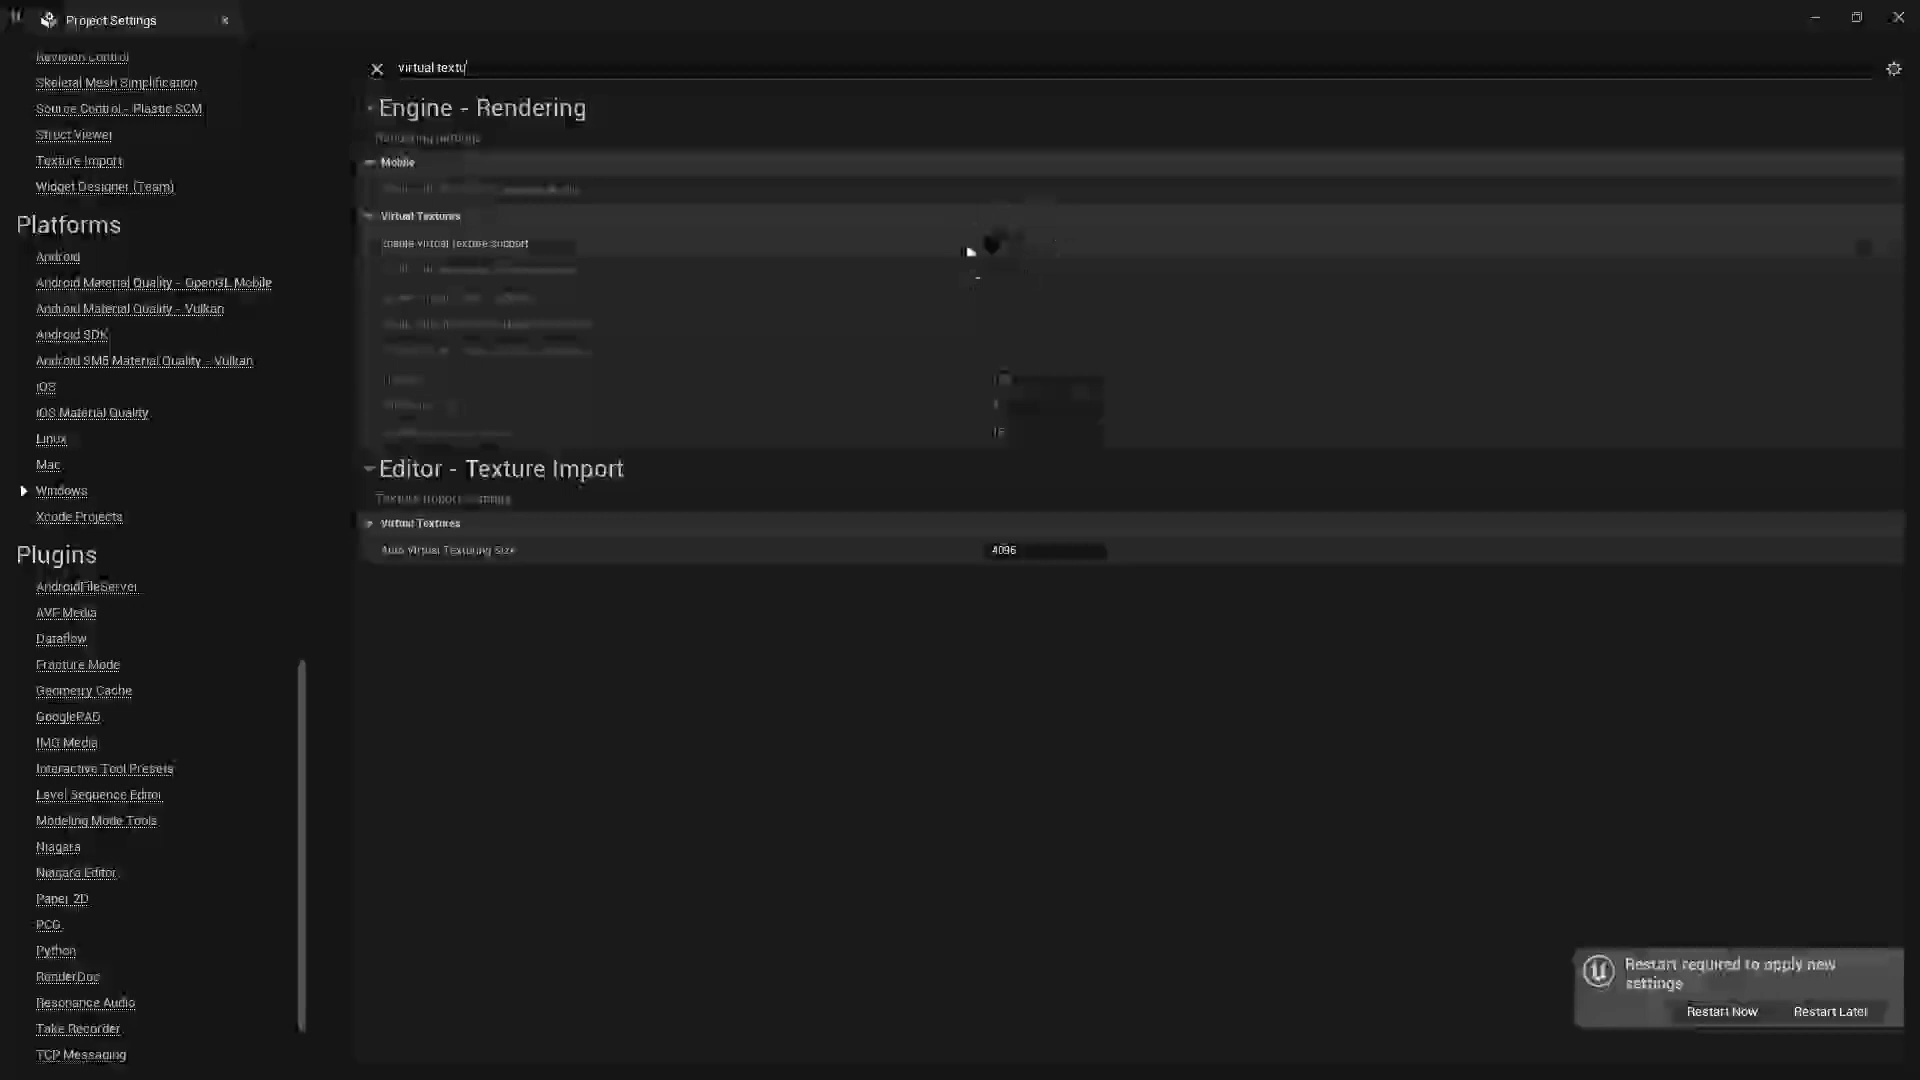 Project Settings
Revision Control
Skeletal Mesh Simplification
Source Control - Plastic SCM
Struct Viewer
Texture Import
Widget Designer (Team)
Platforms
Android
Android Material Quality - OpenGL Mobile
Android Material Quality - Vulkan
Android SDK
Android SM5 Material Quality - Vulkan
iOS
iOS Material Quality
Linux
Mac
Windows
Xcode Projects
Plugins
AndroidFileServer
AVF Media
Dataflow
Fracture Mode
Geometry Cache
GooglePAD
IMG Media
Interactive Tool Presets
Level Sequence Editor
Modeling Mode Tools
Niagara
Niagara Editor
Paper 2D
PCG
Python
RenderDoc
Resonance Audio
Take Recorder
TCP Messaging
virtual textu
Engine - Rendering
Rendering settings
Mobile
Virtual Textures
Enable virtual texture support
Editor - Texture Import
Texture Import settings
Virtual Textures
Auto Virtual Texturing Size
4096
Restart required to apply new
settings
Restart Now
Restart Later